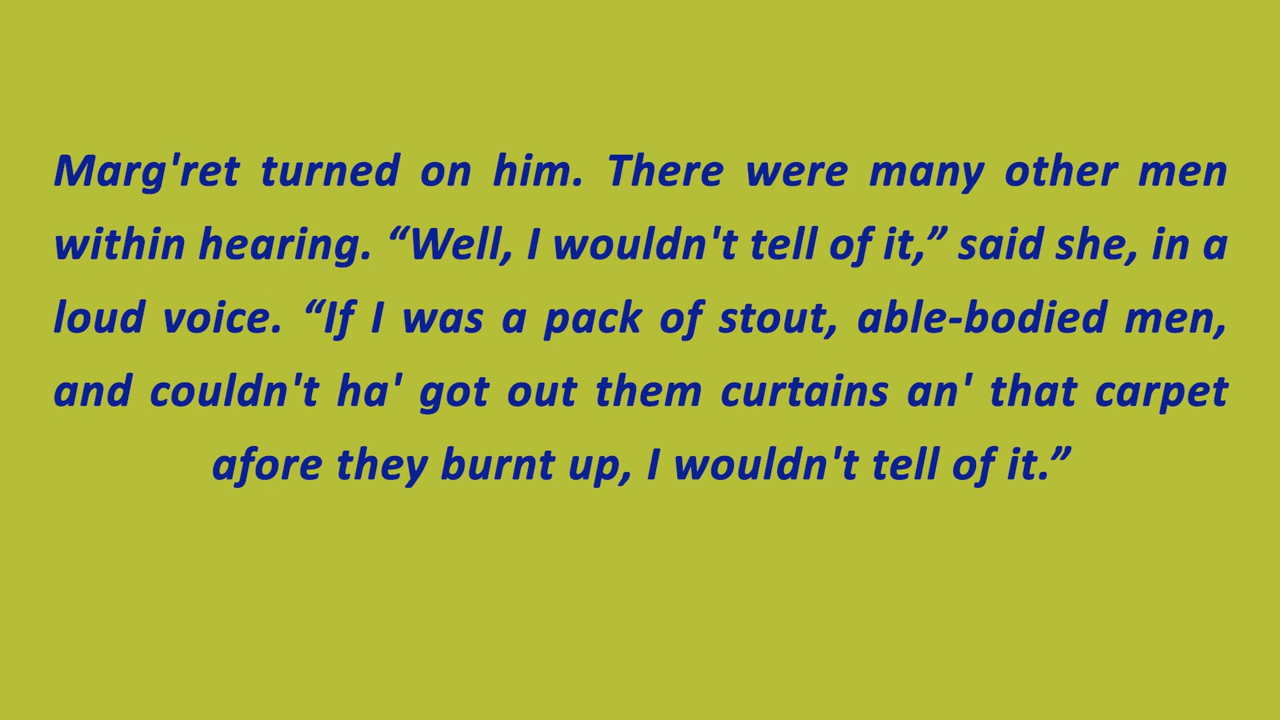 Marg'ret turned on him. There were many other men
within hearing. “Well, I wouldn't tell of it,” said she, in a
loud voice. “If I was a pack of stout, able-bodied men,
and couldn't ha' got out them curtains an' that carpet
afore they burnt up, I wouldn't tell of it.”